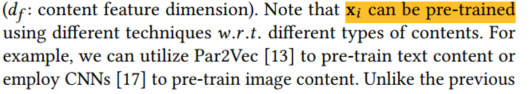 (df: content feature dimension). Note that xi can be pre-trained
using different techniques w.r.t. different types of contents. For
example, we can utilize Par2Vec [13] to pre-train text content or
employ CNNs [17] to pre-train image content. Unlike the previous